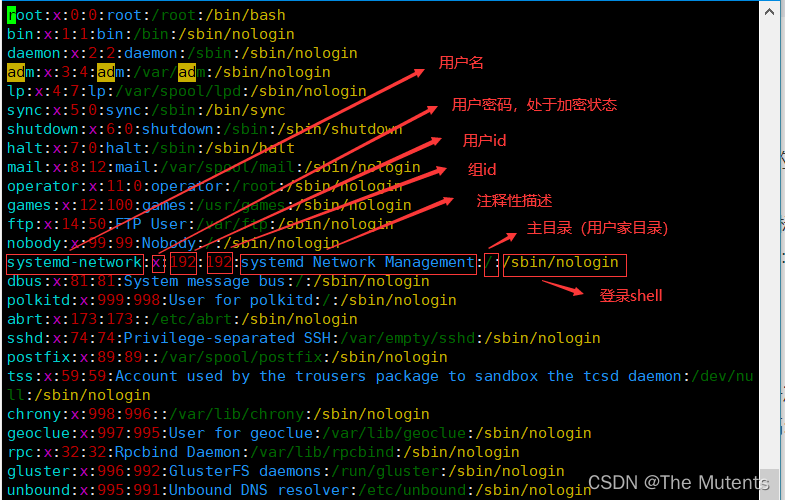 root:x:0:0:root:/root:/bin/bash
bin:x:1:1:bin:/bin:/sbin/nologin
daemon:x:2:2:daemon:/sbin:/sbin/nologin
adm:x:3:4:adm:/var/adm:/sbin/nologin
用户名
lp:x:4:7:lp:/var/spool/lpd:/sbin/nologin
sync:x:5:0:sync:/sbin:/bin/sync
用户密码，处于加密状态
shutdown:x:6:0:shutdown:/sbin:/sbin/shutdown
halt:x:7:0:halt:/sbin:/sbin/halt
用户id
mail:x:8:12:mail:/var/spool/mail:/sbin/nologin
组id
operator:x:11:0:operator:/root:/sbin/nologin
games:x:12:100:games:/usr/games:/sbin/nologin
注释性描述
ftp:x:14:50:FTP User:/var/ftp:/sbin/nologin
主目录（用户家目录）
nobody:x:99:99:Nobody:/:/sbin/nologin
systemd-network:x:192:192:systemd Network Management:/:/sbin/nologin
dbus:x:81:81:System message bus:/:/sbin/nologin
polkitd:x:999:998:User for polkitd:/:/sbin/nologin
登录shell
abrt:x:173:173::/etc/abrt:/sbin/nologin
sshd:x:74:74:Privilege-separated SSH:/var/empty/sshd:/sbin/nologin
postfix:x:89:89::/var/spool/postfix:/sbin/nologin
tss:x:59:59:Account used by the trousers package to sandbox the tcsd daemon:/dev/nu
ll:/sbin/nologin
chrony:x:998:996::/var/lib/chrony:/sbin/nologin
geoclue:x:997:995:User for geoclue:/var/lib/geoclue:/sbin/nologin
rpc:x:32:32:Rpcbind Daemon:/var/lib/rpcbind:/sbin/nologin
gluster:x:996:992:GlusterFS daemons:/run/gluster:/sbin/nologin
unbound:x:995:991:Unbound DNS resolver:/etc/unbound:/sbin/nologin
CSDN @The Mutents